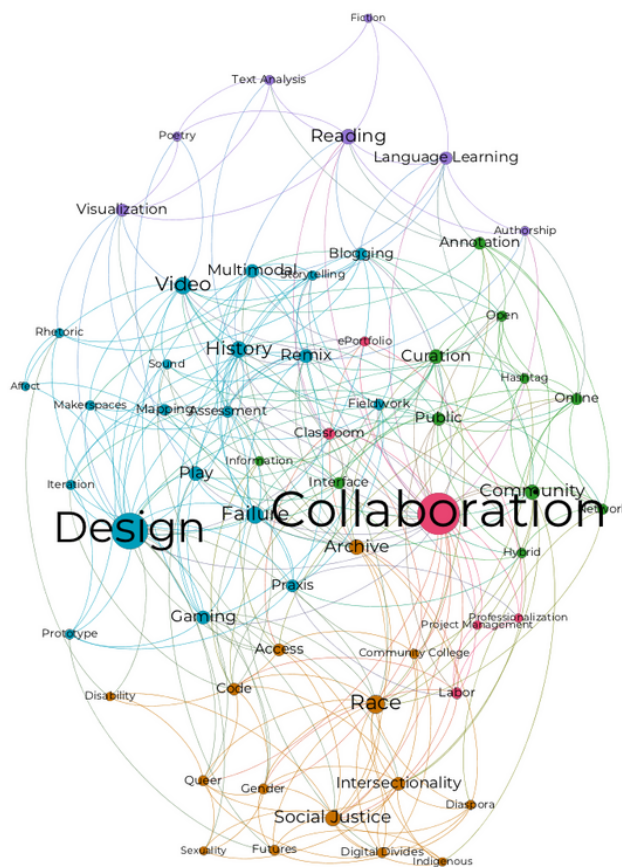 Fiction
Text Analysis
Poetry
Reading
Language Learning
Visualization
Authorship
Annotation
Blogging
Multimodal
Storytelling
Video
Open
Rhetoric
ePortfolio
History
Remix
Curation
Sound
Hashtag
Affect
Online
Makerspaces
Mapping
Assessment
Fieldwork
Public
Classroom
Information
Play
Iteration
Interface
Community
Collaboration
Network
Failure
Design
Archive
Hybrid
Praxis
Gaming
Professionalization
Project Management
Prototype
Access
Community College
Code
Labor
Disability
Race
Queer
Gender
Intersectionality
Diaspora
Social Justice
Sexuality
Futures
Digital Divides
Indigenous